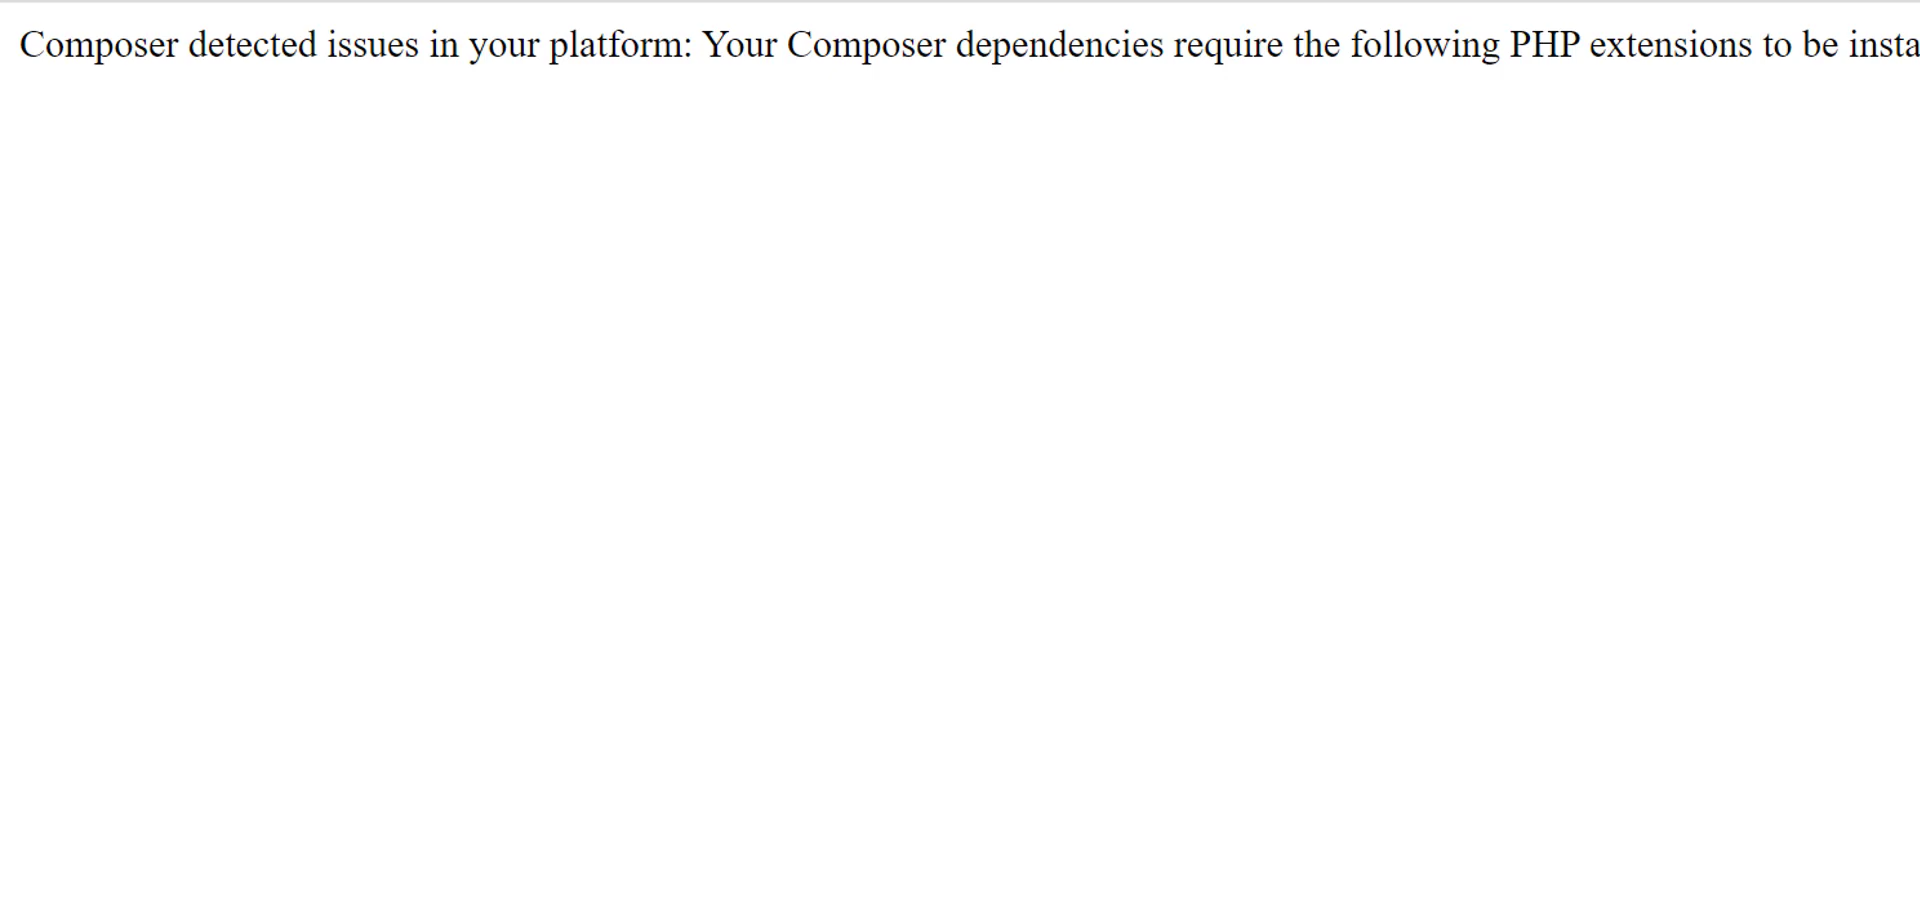 Composer detected issues in your platform: Your Composer dependencies require the following PHP extensions to be insta